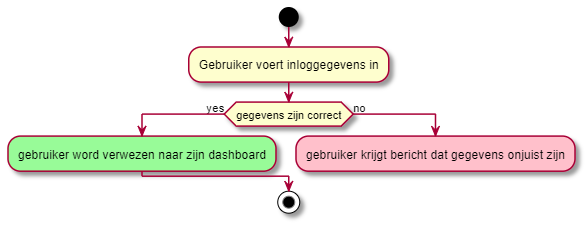 Gebruiker voert inloggegevens in
yes
gegevens zijn correct
no
gebruiker word verwezen naar zijn dashboard
gebruiker krijgt bericht dat gegevens onjuist zijn